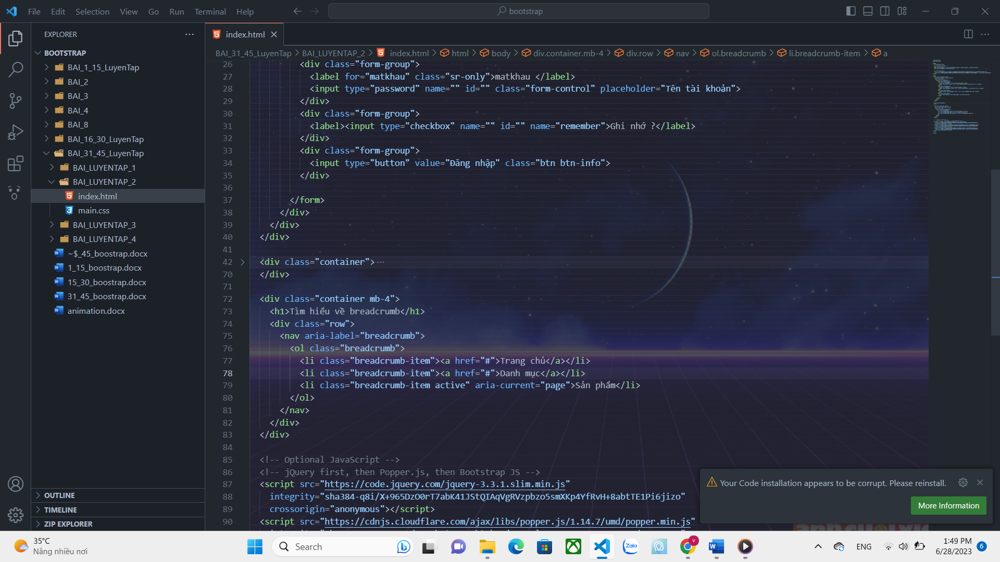 File Edit Selection View Go Run Terminal Help
bootstrap
EXPLORER
BOOTSTRAP
BAI_1_15_LuyenTap
BAI_2
BAI_3
BAI_4
BAI_8
BAI_16_30_LuyenTap
BAI_31_45_LuyenTap
BAI_LUYENTAP_1
BAI_LUYENTAP_2
index.html
main.css
BAI_LUYENTAP_3
BAI_LUYENTAP_4
~$_45_boostrap.docx
1_15_boostrap.docx
15_30_boostrap.docx
31_45_boostrap.docx
animation.docx
OUTLINE
TIMELINE
ZIP EXPLORER
index.html
BAI_31_45_LuyenTap > BAI_LUYENTAP_2 > index.html > html > body > div.container.mb-4 > div.row > nav > ol.breadcrumb > li.breadcrumb-item > a
26 <div class="form-group">
27 <label for="matkhau" class="sr-only">matkhau </label>
28 <input type="password" name="" id="" class="form-control" placeholder="Tên tài khoản">
29 </div>
30 <div class="form-group">
31 <label><input type="checkbox" name="" id="" name="remember">Ghi nhớ ?</label>
32 </div>
33 <div class="form-group">
34 <input type="button" value="Đăng nhập" class="btn btn-info">
35 </div>
36
37 </form>
38 </div>
39 </div>
40 </div>
41
42 <div class="container">⋯
70 </div>
71
72 <div class="container mb-4">
73 <h1>Tìm hiểu về breadcrumb</h1>
74 <div class="row">
75 <nav aria-label="breadcrumb">
76 <ol class="breadcrumb">
77 <li class="breadcrumb-item"><a href="#">Trang chủ</a></li>
78 <li class="breadcrumb-item"><a href="#">Danh mục</a></li>
79 <li class="breadcrumb-item active" aria-current="page">Sản phẩm</li>
80 </ol>
81 </nav>
82 </div>
83 </div>
84
85 <!-- Optional JavaScript -->
86 <!-- jQuery first, then Popper.js, then Bootstrap JS -->
87 <script src="https://code.jquery.com/jquery-3.3.1.slim.min.js"
88 integrity="sha384-q8i/X+965DzO0rT7abK41JStQIAqVgRVzpbzo5smXKp4YfRvH+8abtTE1Pi6jizo"
89 crossorigin="anonymous"></script>
90 <script src="https://cdnjs.cloudflare.com/ajax/libs/popper.js/1.14.7/umd/popper.min.js"
Your Code installation appears to be corrupt. Please reinstall.
More Information
35°C
Nắng nhiều nơi
Search
Zalo
V
ENG
1:49 PM
6/28/2023
6